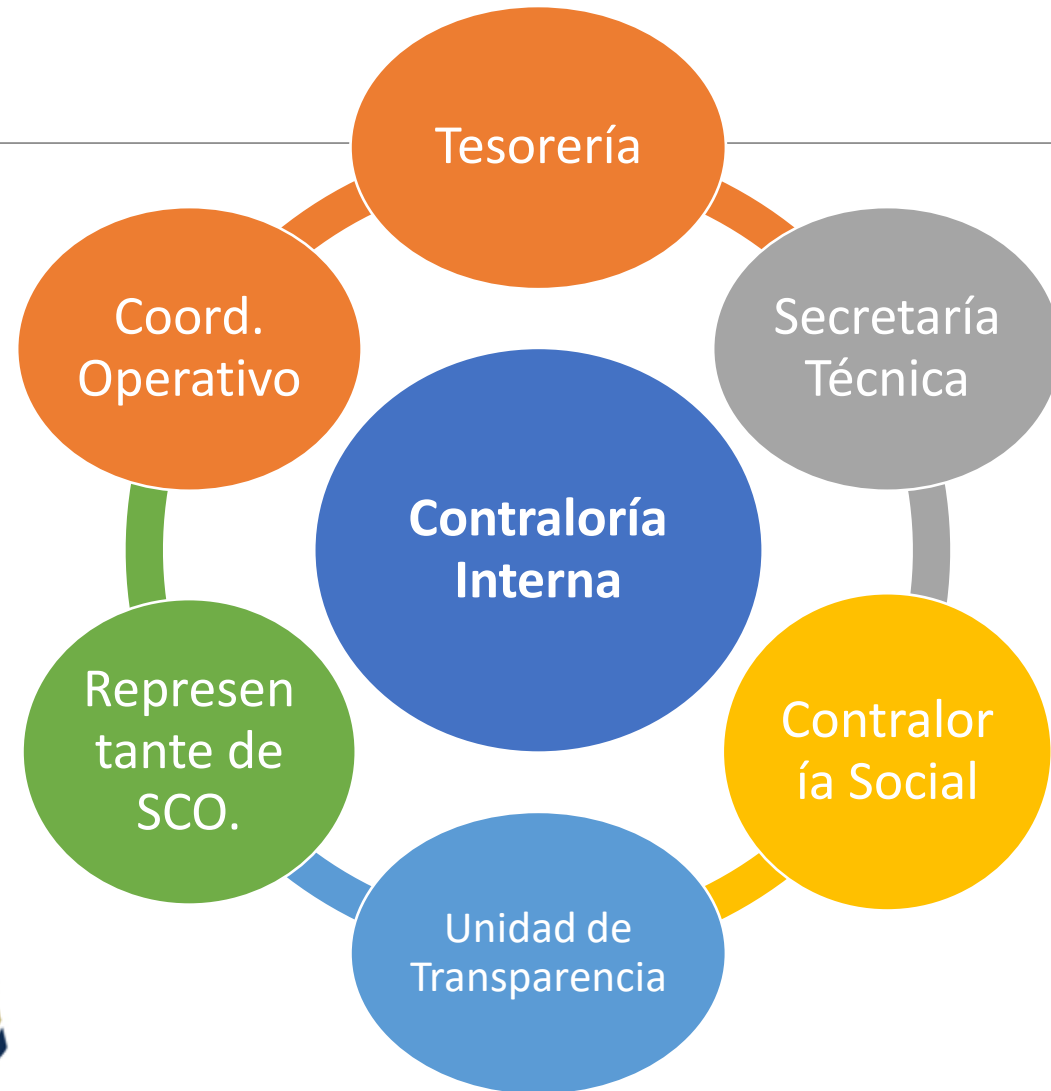 Tesorería
Coord.
Operativo
Secretaría
Técnica
Contraloría
Interna
Represen
tante de
SCO.
Contralor
ía Social
Unidad de
Transparencia